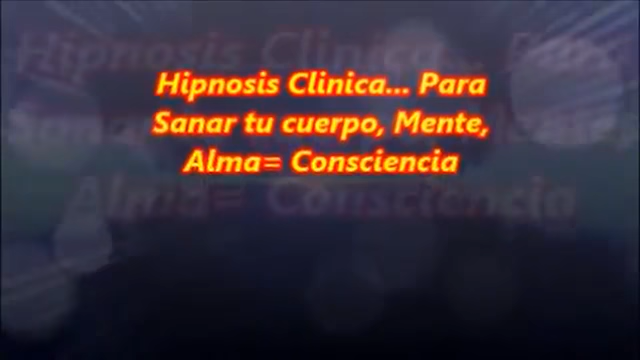 Hipnosis Clinica... Para
Sanar tu cuerpo, Mente,
Alma= Consciencia